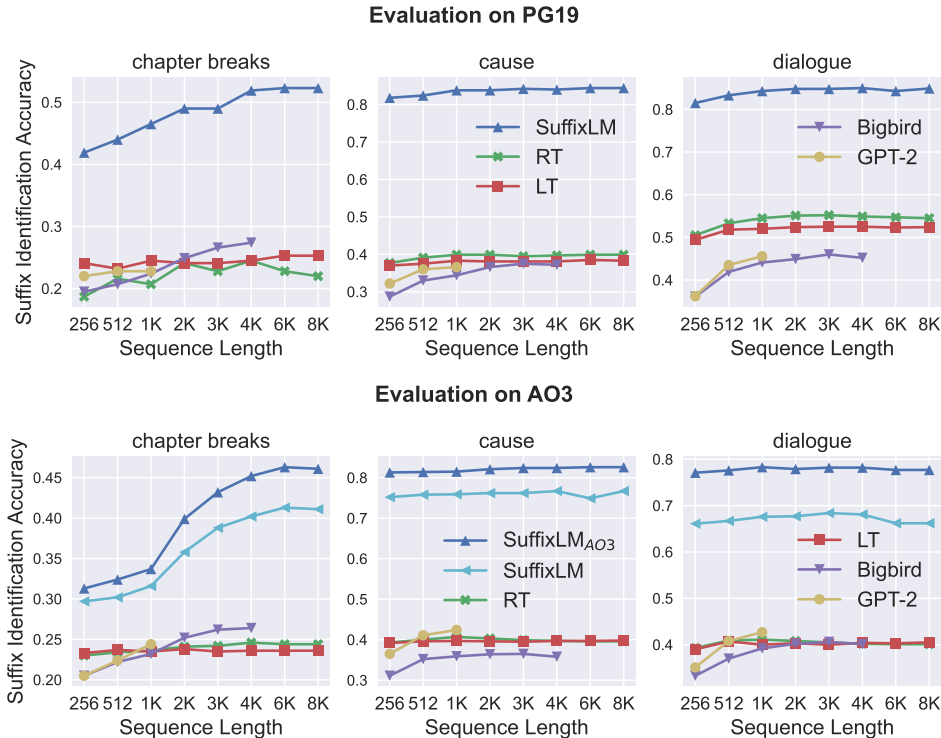 Evaluation on PG19
chapter breaks
cause
dialogue
Suffix Identification Accuracy
0.5
0.4
0.3
0.2
0.8
0.7
0.6
0.5
0.4
0.3
0.8
0.7
0.6
0.5
0.4
SuffixLM
RT
LT
Bigbird
GPT-2
256 512 1K 2K 3K 4K 6K 8K
256 512 1K 2K 3K 4K 6K 8K
256 512 1K 2K 3K 4K 6K 8K
Sequence Length
Sequence Length
Sequence Length
Evaluation on AO3
chapter breaks
cause
dialogue
Suffix Identification Accuracy
0.45
0.40
0.35
0.30
0.25
0.20
0.8
0.7
0.6
0.5
0.4
0.3
0.8
0.7
0.6
0.5
0.4
SuffixLM_AO3
SuffixLM
RT
LT
Bigbird
GPT-2
256 512 1K 2K 3K 4K 6K 8K
256 512 1K 2K 3K 4K 6K 8K
256 512 1K 2K 3K 4K 6K 8K
Sequence Length
Sequence Length
Sequence Length